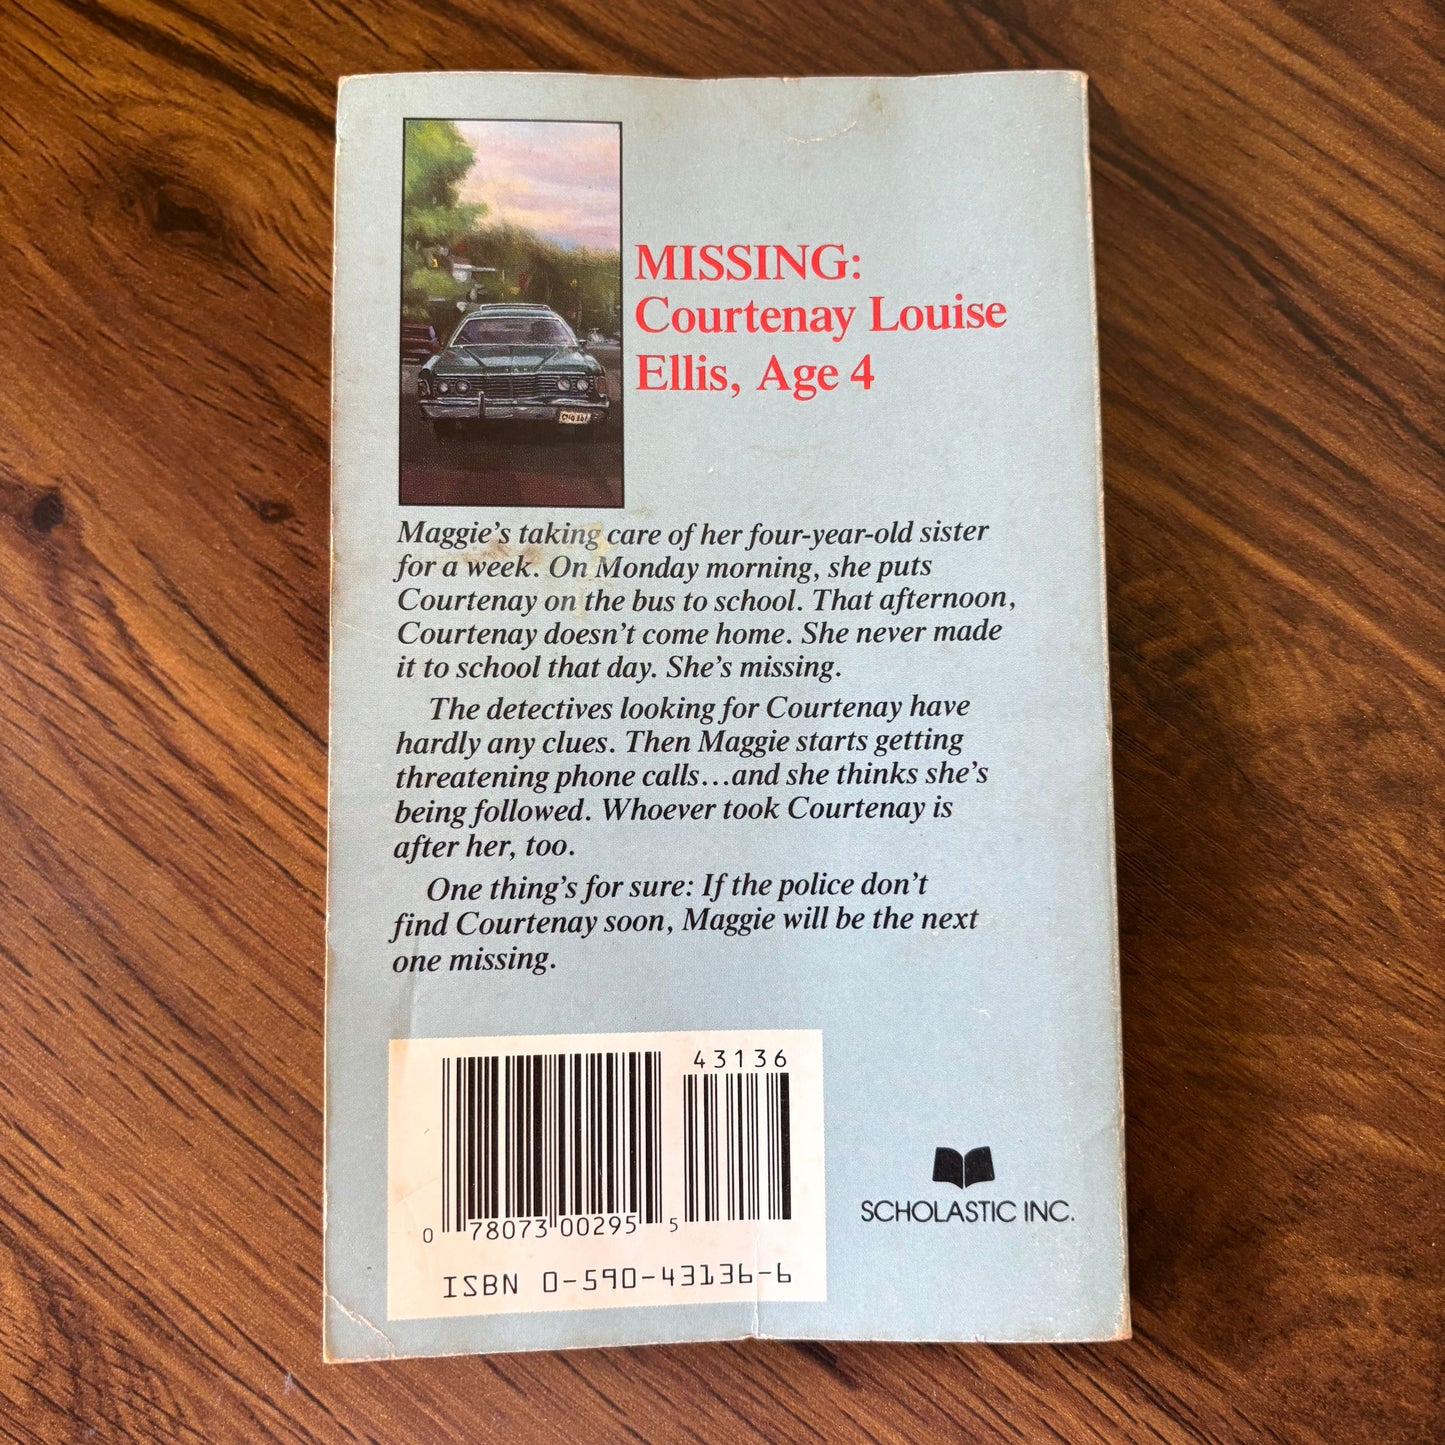 MISSING:
Courtenay Louise
Ellis, Age 4
Maggie's taking care of her four-year-old sister
for a week. On Monday morning, she puts
Courtenay on the bus to school. That afternoon,
Courtenay doesn't come home. She never made
it to school that day. She's missing.
The detectives looking for Courtenay have
hardly any clues. Then Maggie starts getting
threatening phone calls...and she thinks she's
being followed. Whoever took Courtenay is
after her, too.
One thing's for sure: If the police don't
find Courtenay soon, Maggie will be the next
one missing.
43136
0 78073 00295 5
ISBN 0-590-43136-6
SCHOLASTIC INC.